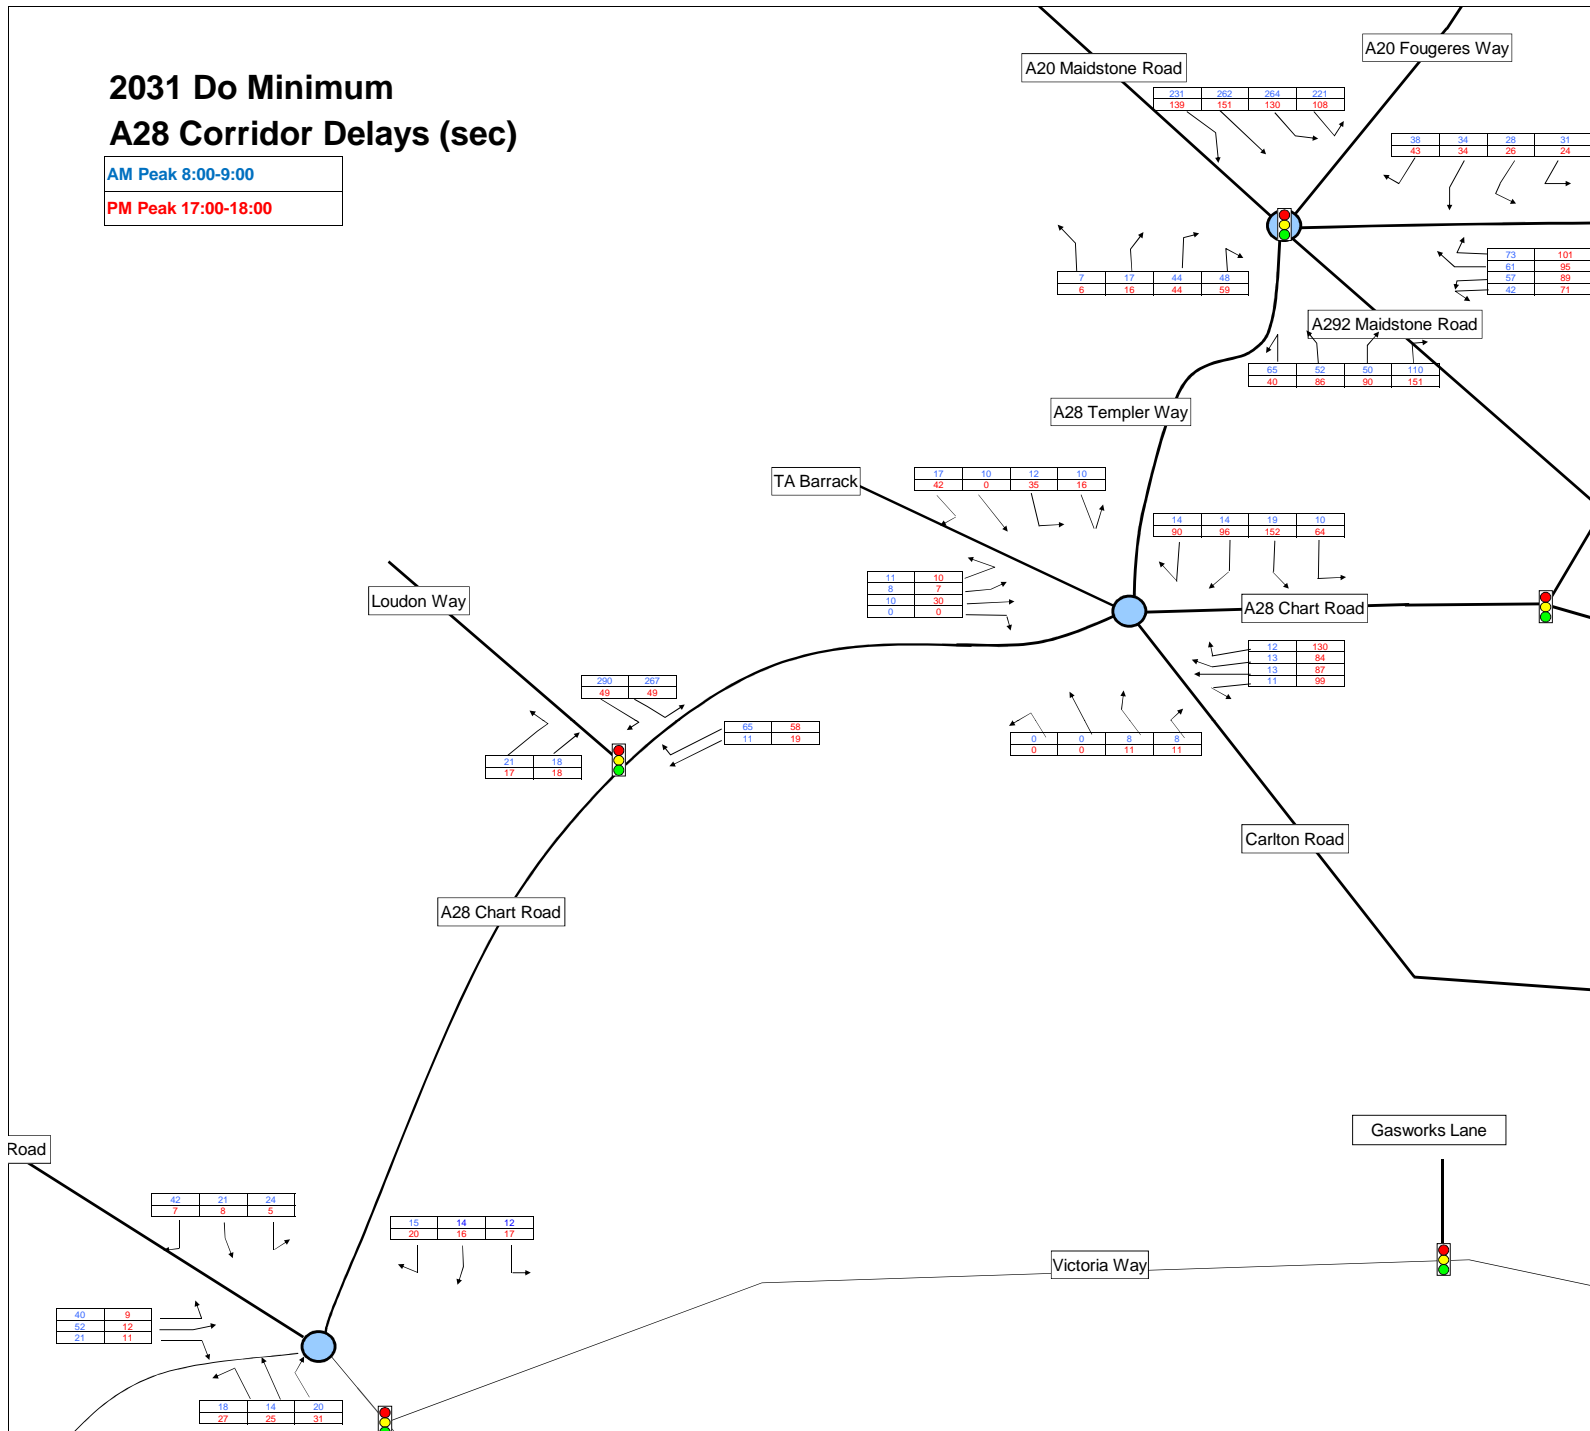 2031 Do Minimum
A28 Corridor Delays (sec)
AM Peak 8:00-9:00
PM Peak 17:00-18:00
A20 Maidstone Road
A20 Fougeres Way
231 262 264 221
139 151 130 108
38 34 28 31
43 34 26 24
7 17 44 48
6 16 44 59
73 101
61 95
57 89
42 71
A292 Maidstone Road
65 52 50 110
40 86 90 151
A28 Templer Way
TA Barrack
17 10 12 10
42 0 35 16
14 14 19 10
90 96 152 64
11 10
8 7
10 30
0 0
Loudon Way
A28 Chart Road
12 130
13 84
13 87
11 99
290 267
49 49
65 58
11 19
0 0 8 8
0 0 11 11
21 18
17 18
Carlton Road
A28 Chart Road
Gasworks Lane
Road
42 21 24
7 8 5
15 14 12
20 16 17
Victoria Way
40 9
52 12
21 11
18 14 20
27 25 31